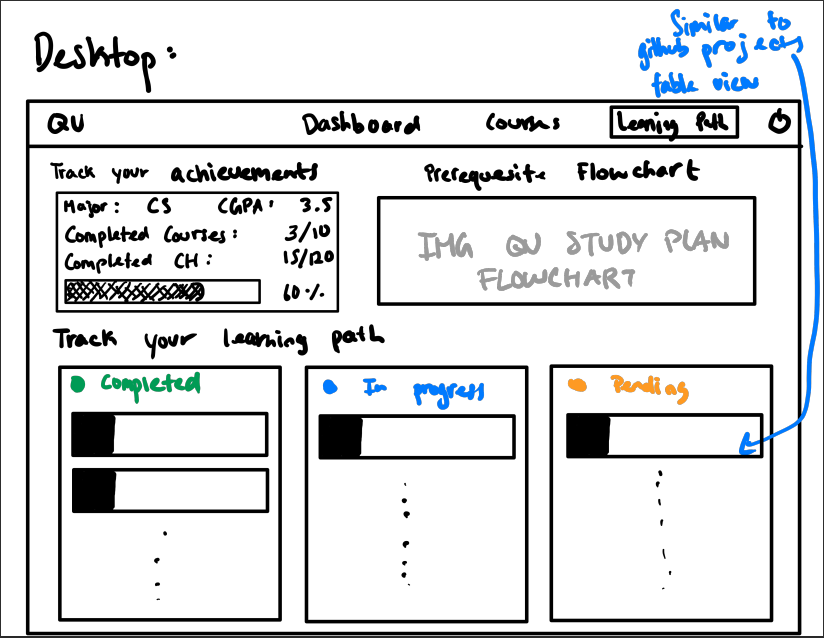 Desktop:
Similar to
github projects
table view
QU Dashboard Courses Learning Path
Track your achievements
Major: CS CGPA: 3.5
Completed Courses: 3/10
Completed CH: 15/120
60%
Prerequesite Flowchart
IMG QU STUDY PLAN
FLOWCHART
Track your learning path
Completed
In progress
Pending